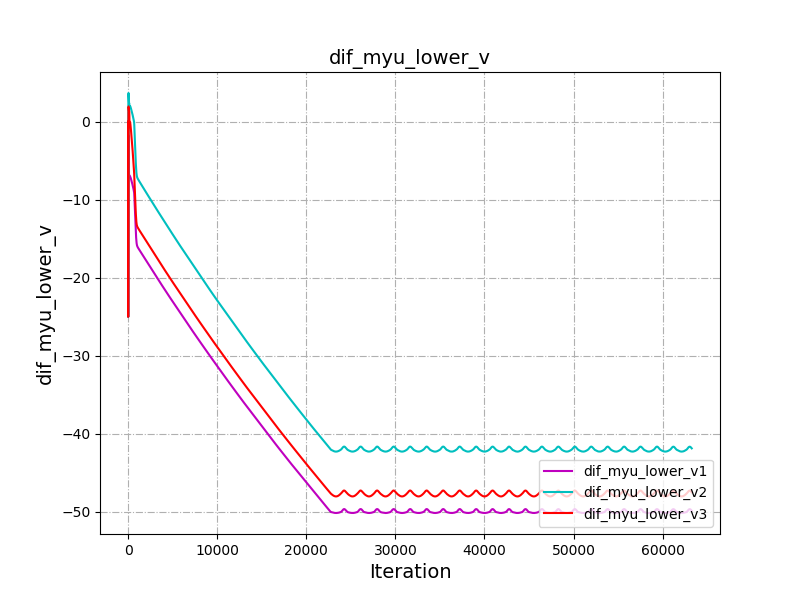 dif_myu_lower_v
dif_myu_lower_v
0
−10
−20
−30
−40
−50
0
10000
20000
30000
40000
50000
60000
Iteration
dif_myu_lower_v1
dif_myu_lower_v2
dif_myu_lower_v3